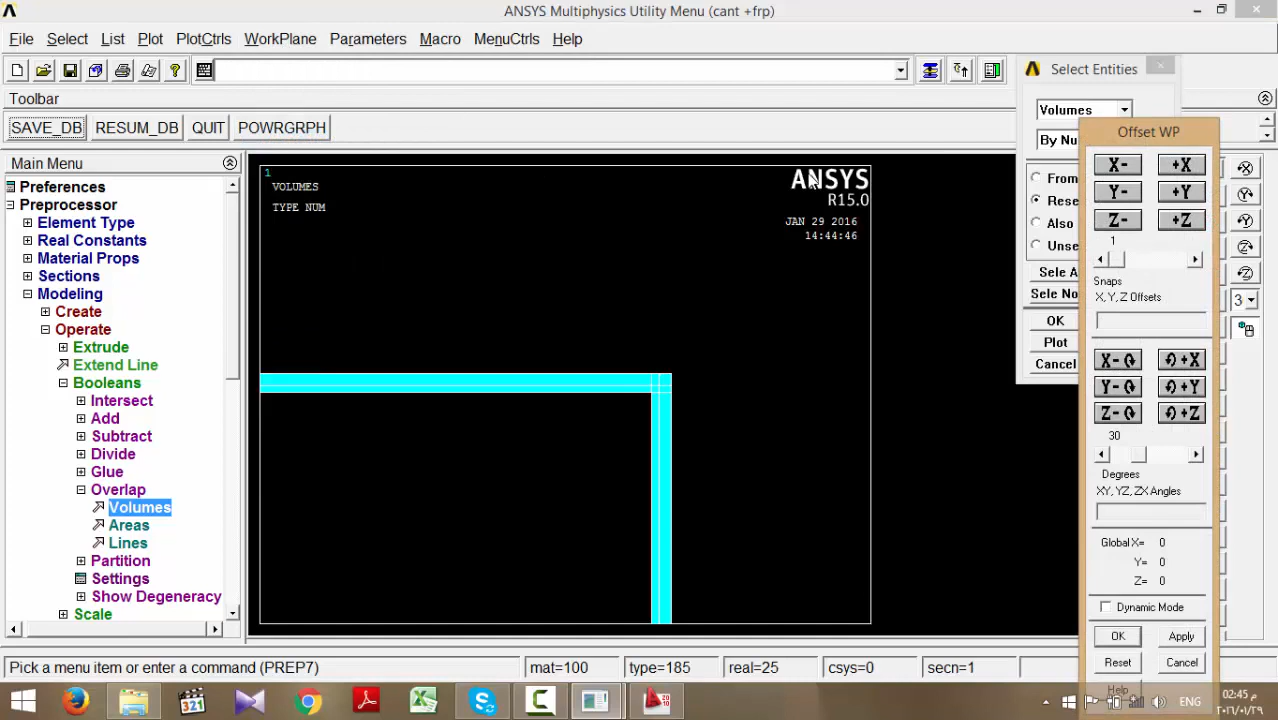 ANSYS Multiphysics Utility Menu (cant +frp)
File Select List Plot PlotCtrls WorkPlane Parameters Macro MenuCtrls Help
Toolbar
SAVE_DB RESUM_DB QUIT POWRGRPH
Main Menu
Preferences
Preprocessor
Element Type
Real Constants
Material Props
Sections
Modeling
Create
Operate
Extrude
Extend Line
Booleans
Intersect
Add
Subtract
Divide
Glue
Overlap
Volumes
Areas
Lines
Partition
Settings
Show Degeneracy
Scale
1
VOLUMES
TYPE NUM
ANSYS
R15.0
JAN 29 2016
14:44:46
Select Entities
Volumes
By Nu
From
Rese
Also
Unse
Sele A
Sele No
OK
Plot
Cancel
Offset WP
X- +X
Y- +Y
Z- +Z
1
Snaps
X, Y, Z Offsets
X- +X
Y- +Y
Z- +Z
30
Degrees
XY, YZ, ZX Angles
Global X= 0
Y= 0
Z= 0
Dynamic Mode
OK Apply
Reset Cancel
Help
3
Pick a menu item or enter a command (PREP7)
mat=100 type=185 real=25 csys=0 secn=1
321
ENG
02:45 م
٢٠١٦/٠١/٢٩